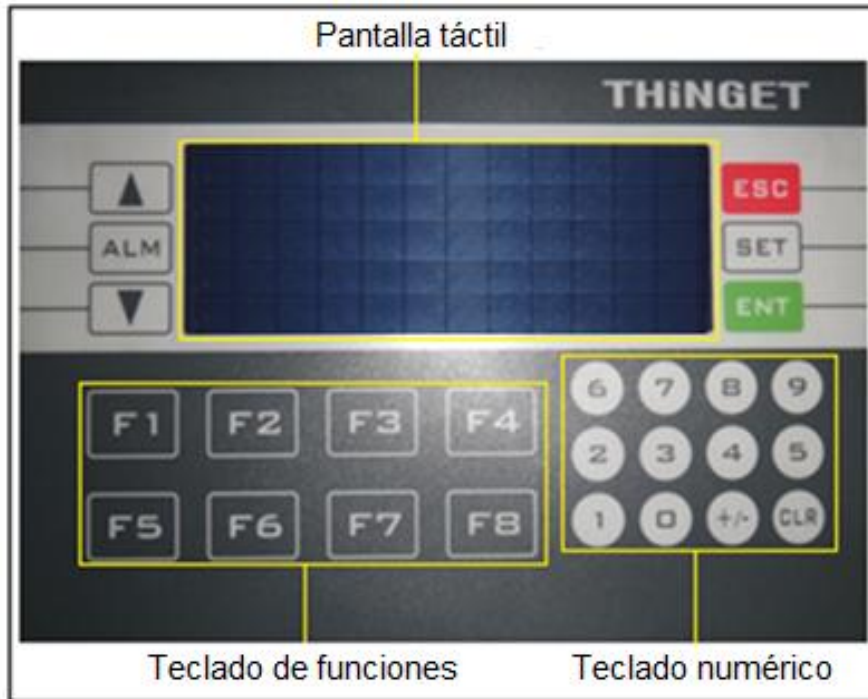 Pantalla táctil
THiNGET
ESC
ALM
SET
ENT
F1 F2 F3 F4
6 7 8 9
2 3 4 5
F5 F6 F7 F8
1 0 +/- CLR
Teclado de funciones
Teclado numérico